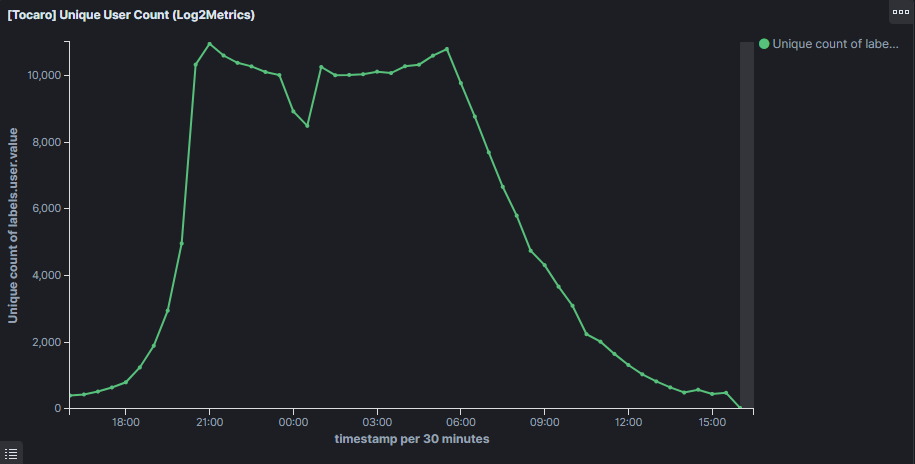 [Tocaro] Unique User Count (Log2Metrics)
Unique count of labe...
10,000
8,000
6,000
4,000
2,000
0
Unique count of labels.user.value
18:00 21:00 00:00 03:00 06:00 09:00 12:00 15:00
timestamp per 30 minutes